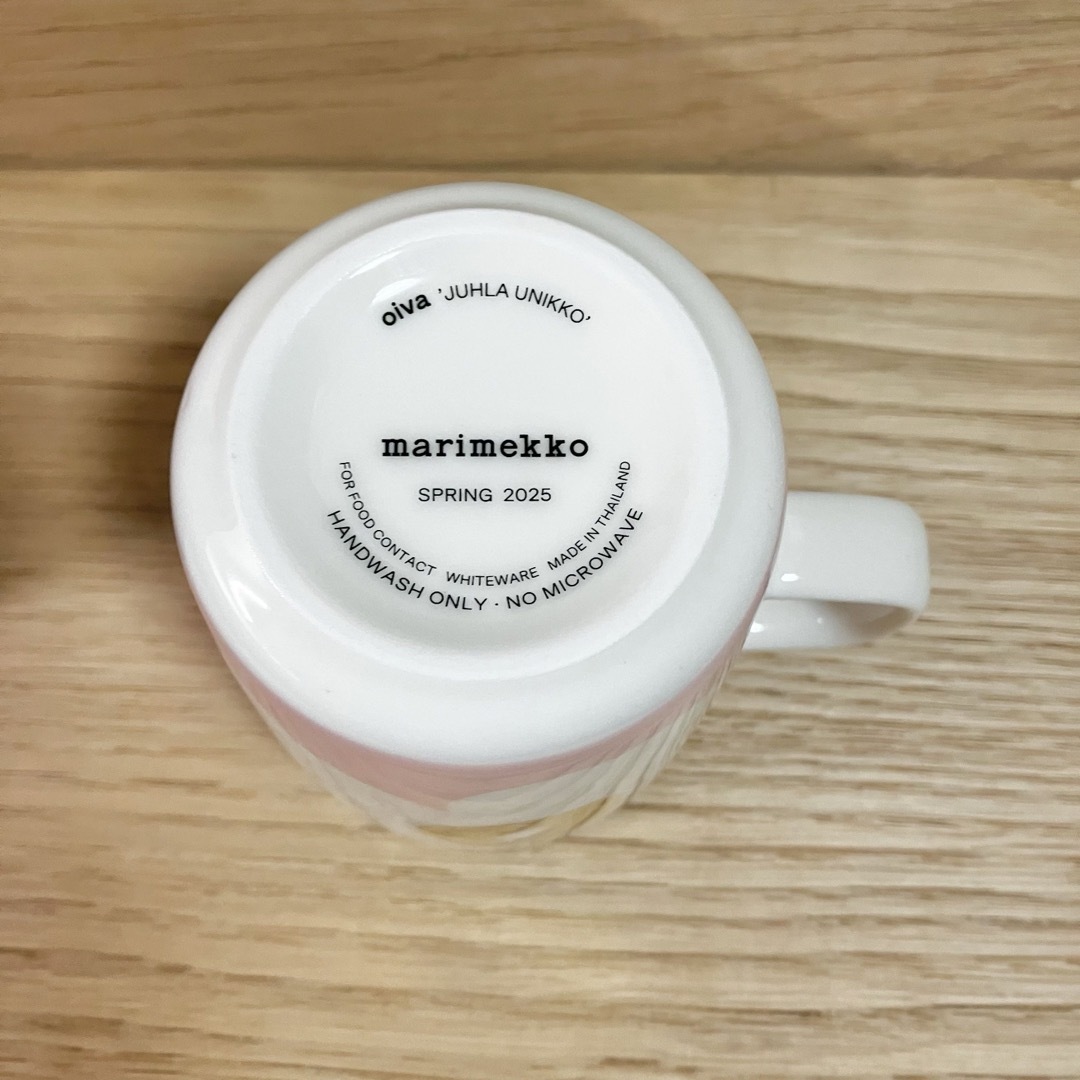 oiva ’JUHLA UNIKKO’
marimekko
SPRING 2025
FOR FOOD CONTACT WHITEWARE MADE IN THAILAND
HANDWASH ONLY · NO MICROWAVE